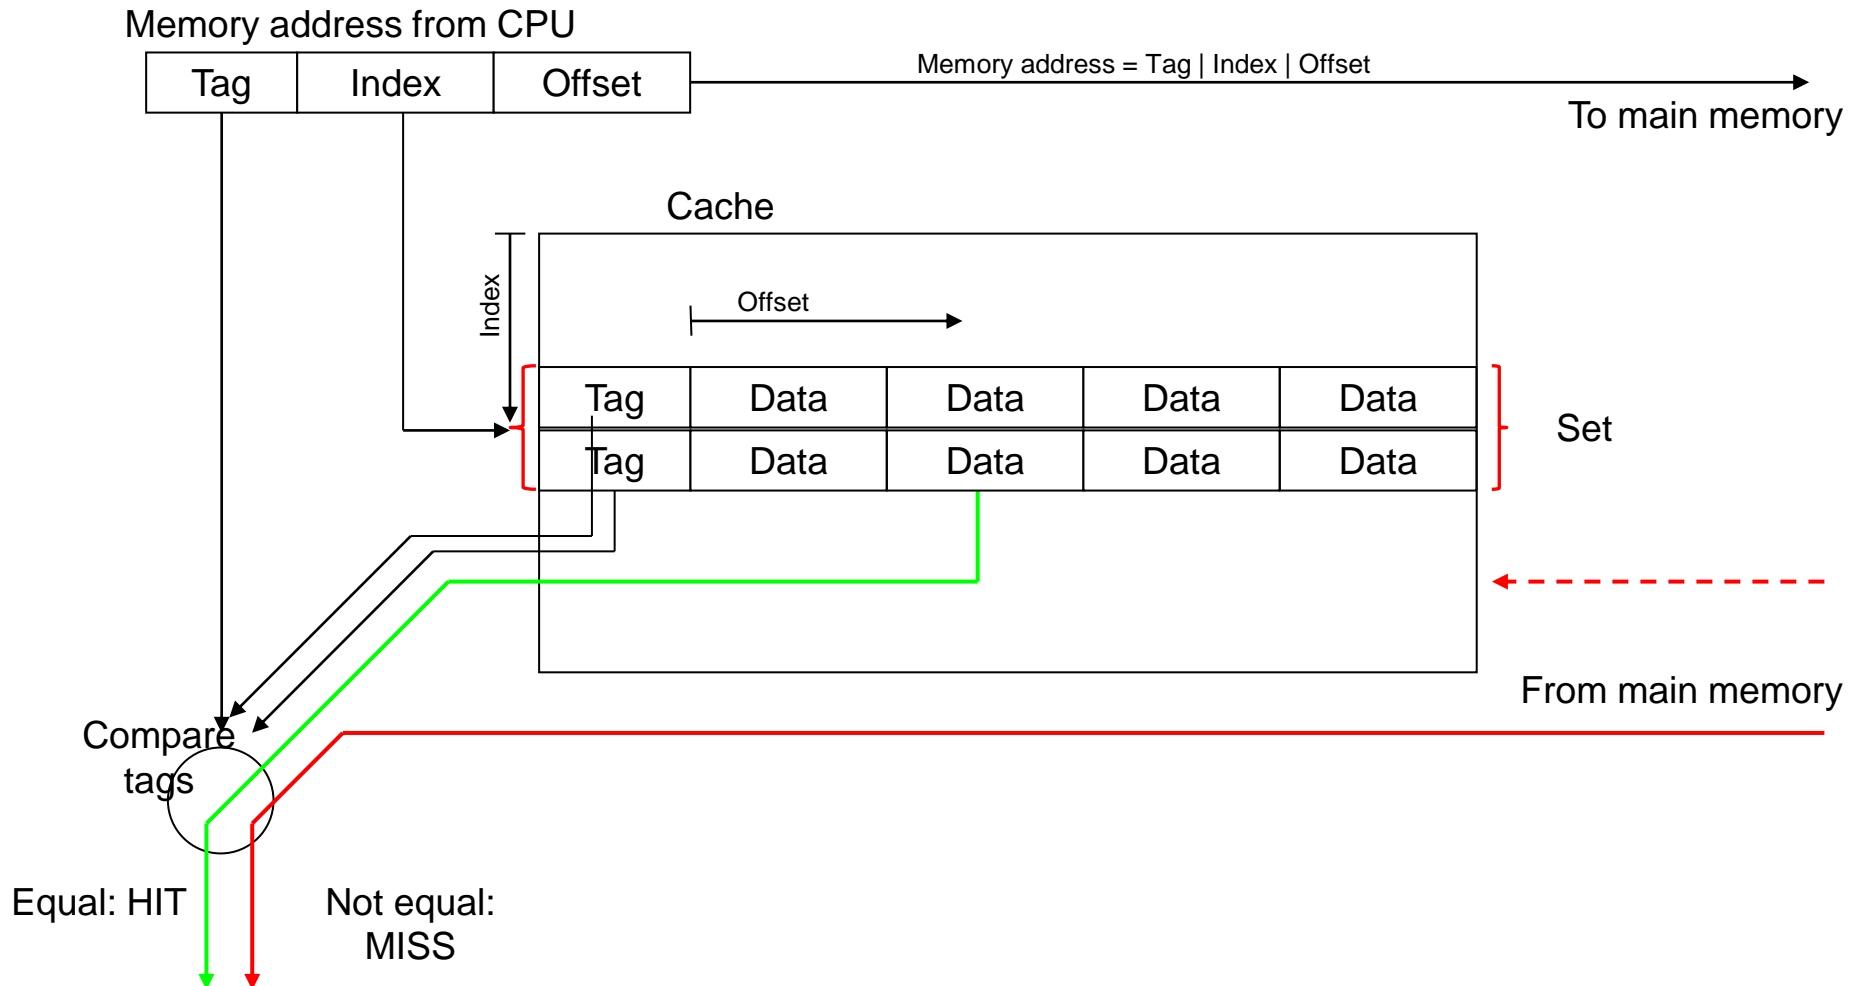 Memory address from CPU
Tag Index Offset
Memory address = Tag | Index | Offset
To main memory
Cache
Index
Offset
Tag Data Data Data Data
Set
Tag Data Data Data Data
From main memory
Compare
tags
Equal: HIT
Not equal:
MISS